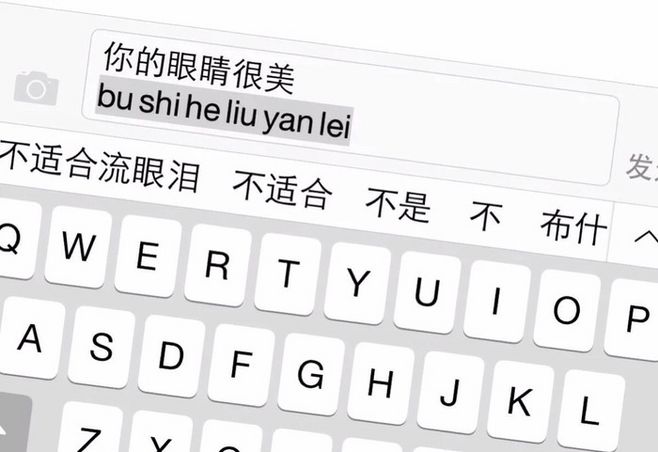 你的眼睛很美
bu shi he liu yan lei
不适合流眼泪 不适合 不是 不 布什
Q W E R T Y U I O P
A S D F G H J K L
Z X